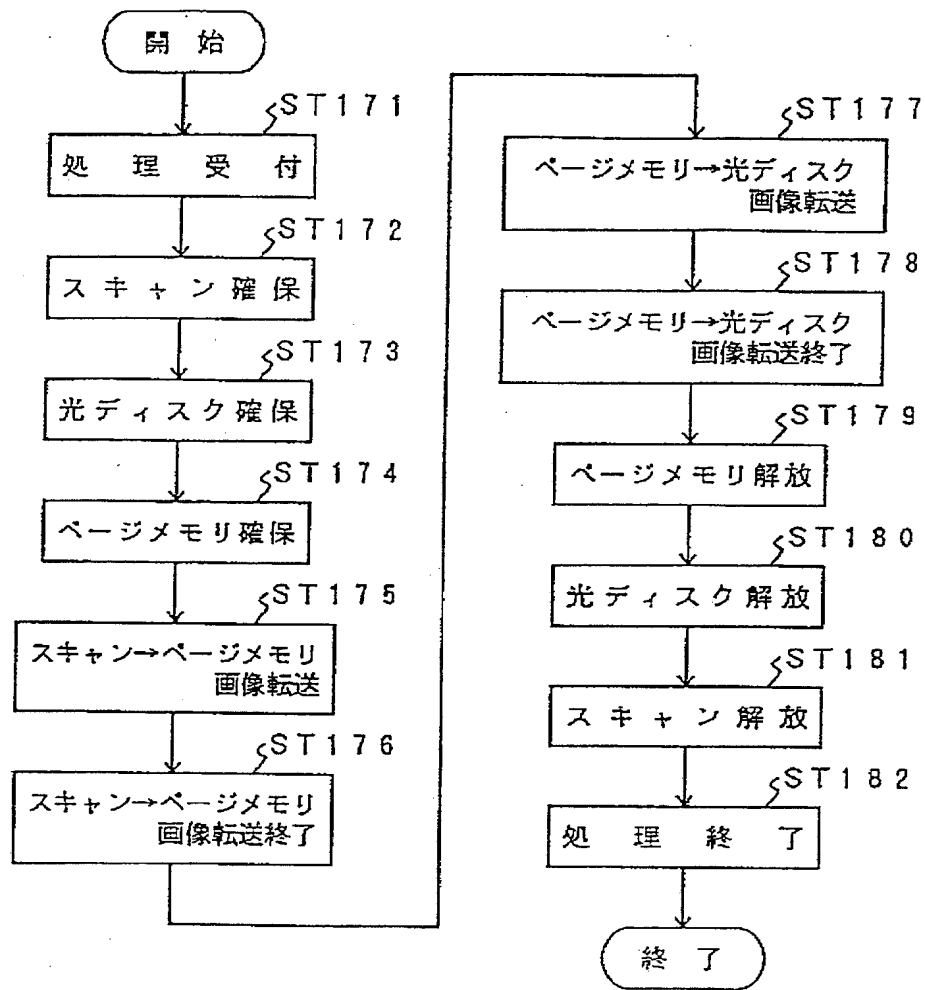 開始
ST171
処理受付
ST172
スキャン確保
ST173
光ディスク確保
ST174
ページメモリ確保
ST175
スキャン→ページメモリ
画像転送
ST176
スキャン→ページメモリ
画像転送終了
ST177
ページメモリ→光ディスク
画像転送
ST178
ページメモリ→光ディスク
画像転送終了
ST179
ページメモリ解放
ST180
光ディスク解放
ST181
スキャン解放
ST182
処理終了
終了